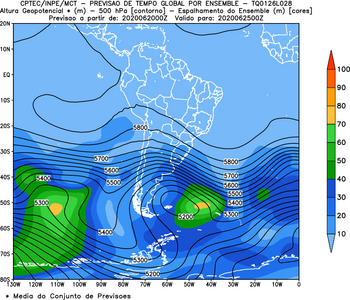 CPTEC/INPE/MCT - PREVISAO DE TEMPO GLOBAL POR ENSEMBLE - TQ0126L028
Altura Geopotencial * (m) - 500 hPa [contorno] - Espalhamento do Ensemble (m) [cores]
Previsao a partir de: 2020062000Z Valido para: 2020062500Z
20N
10N
EQ
10S
20S
30S
40S
50S
60S
70S
80S
5800
5700
5600
5500
5400
5300
5400
5300
5200
5800
5700
5600
5500
5400
5300
5200
130W
120W
110W
100W
90W
80W
70W
60W
50W
40W
30W
20W
10W
0
100
90
80
70
60
50
40
30
20
10
* Media do Conjunto de Previsoes